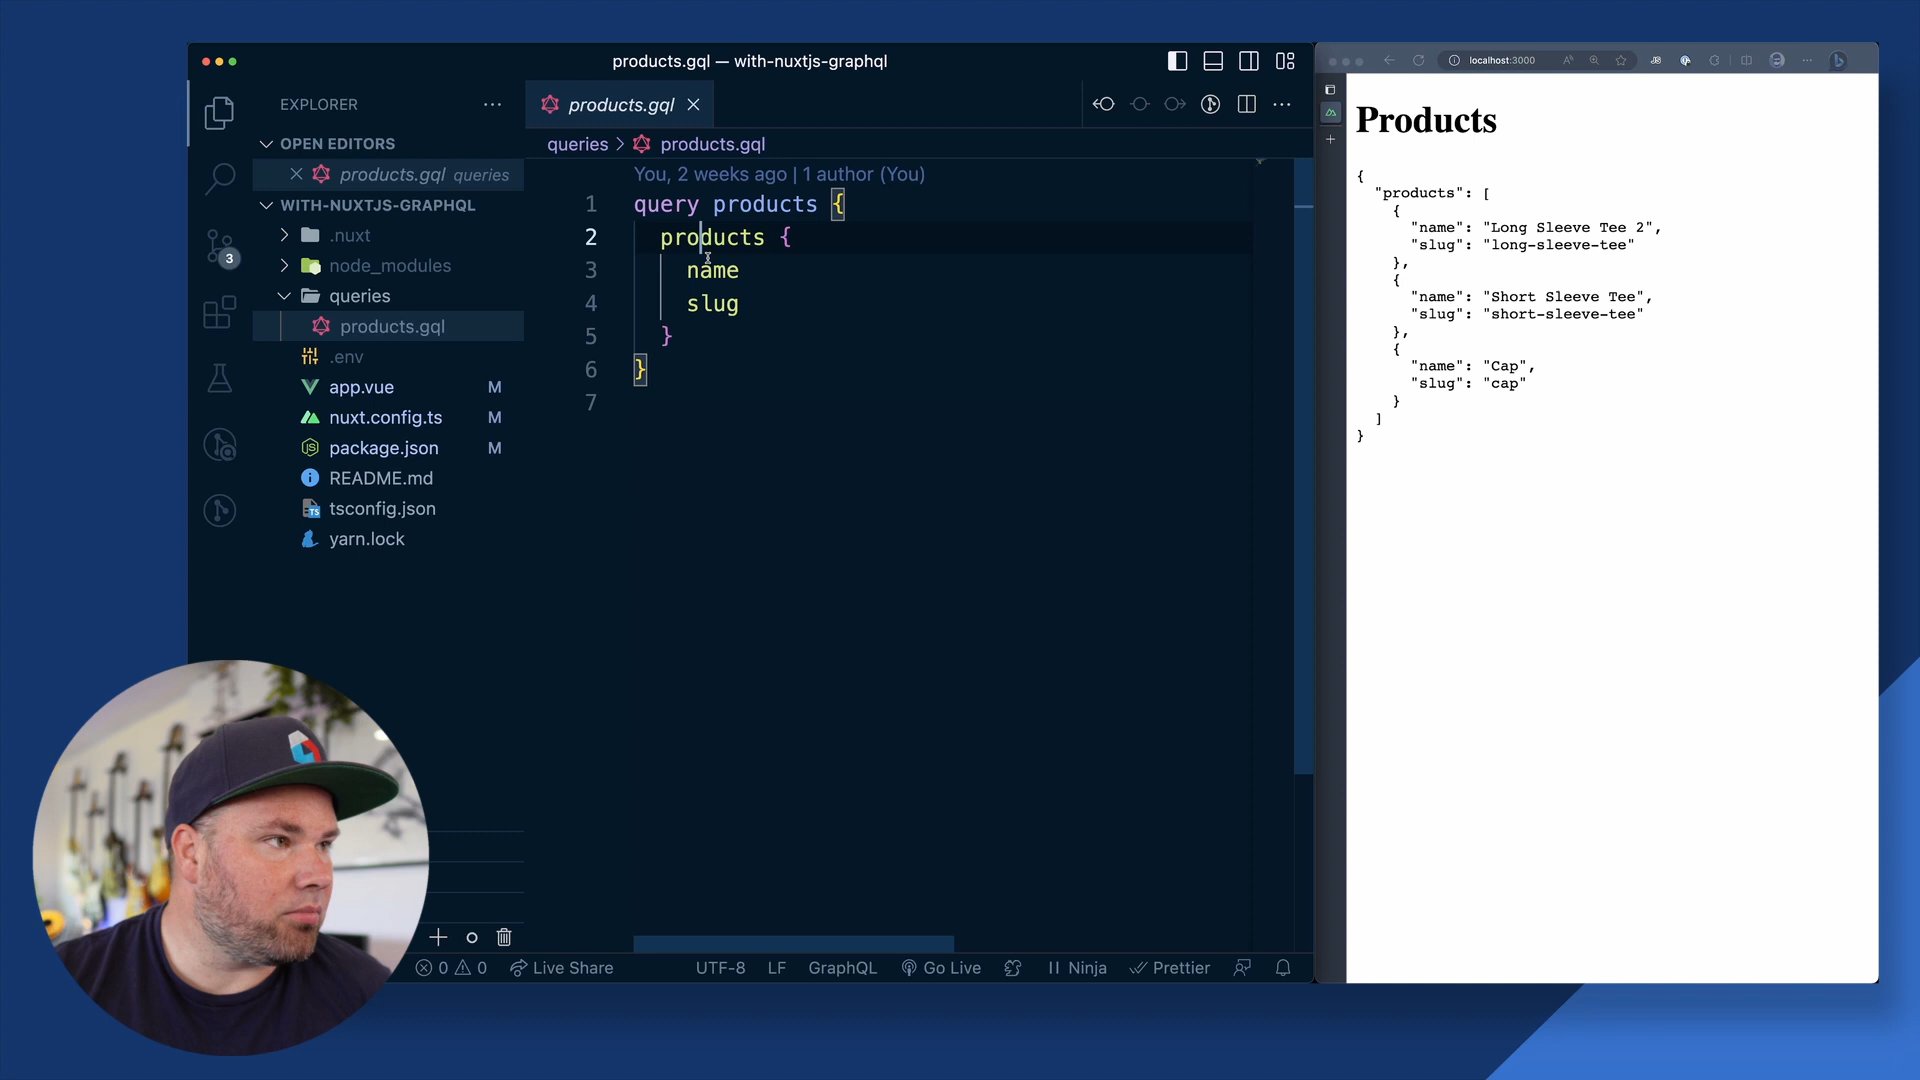 products.gql — with-nuxtjs-graphql
EXPLORER
OPEN EDITORS
products.gql queries
WITH-NUXTJS-GRAPHQL
.nuxt
node_modules
queries
products.gql
.env
app.vue M
nuxt.config.ts M
package.json M
README.md
tsconfig.json
yarn.lock
3
products.gql
queries > products.gql
You, 2 weeks ago | 1 author (You)
1 query products {
2 products {
3 name
4 slug
5 }
6 }
7
0 0 Live Share UTF-8 LF GraphQL Go Live Ninja Prettier
localhost:3000
Products
{
"products": [
{
"name": "Long Sleeve Tee 2",
"slug": "long-sleeve-tee"
},
{
"name": "Short Sleeve Tee",
"slug": "short-sleeve-tee"
},
{
"name": "Cap",
"slug": "cap"
}
]
}